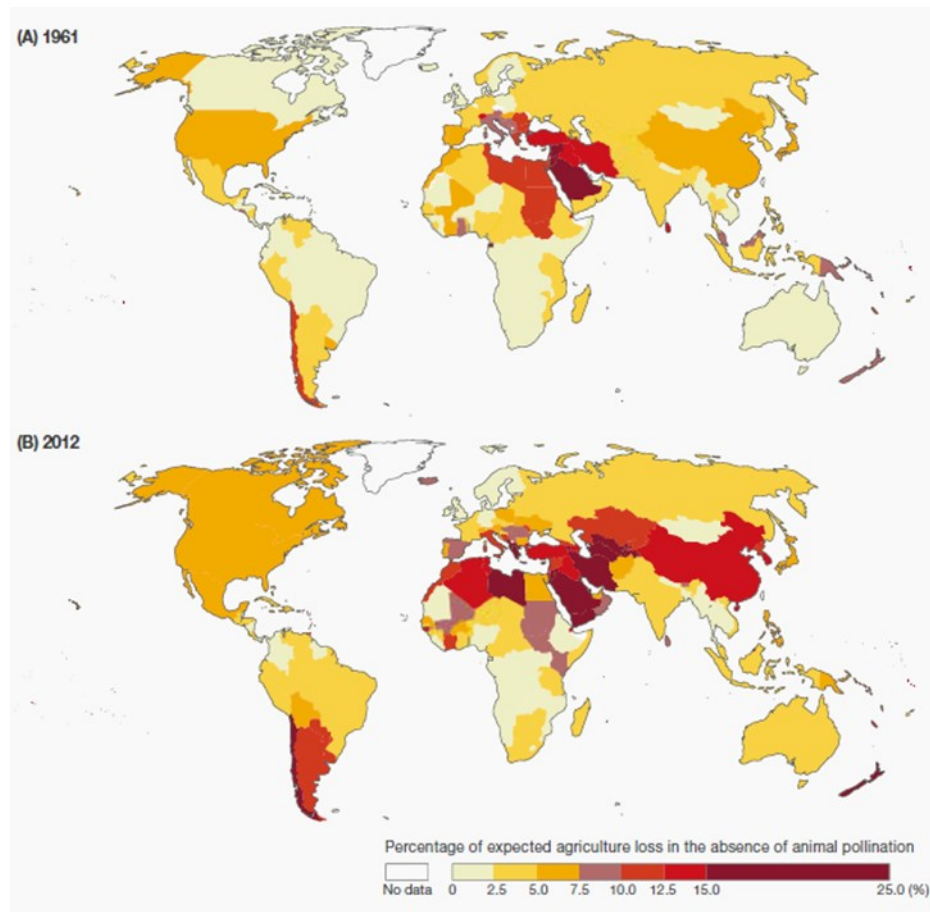 (A) 1961
(B) 2012
Percentage of expected agriculture loss in the absence of animal pollination
No data 0 2.5 5.0 7.5 10.0 12.5 15.0 25.0 (%)